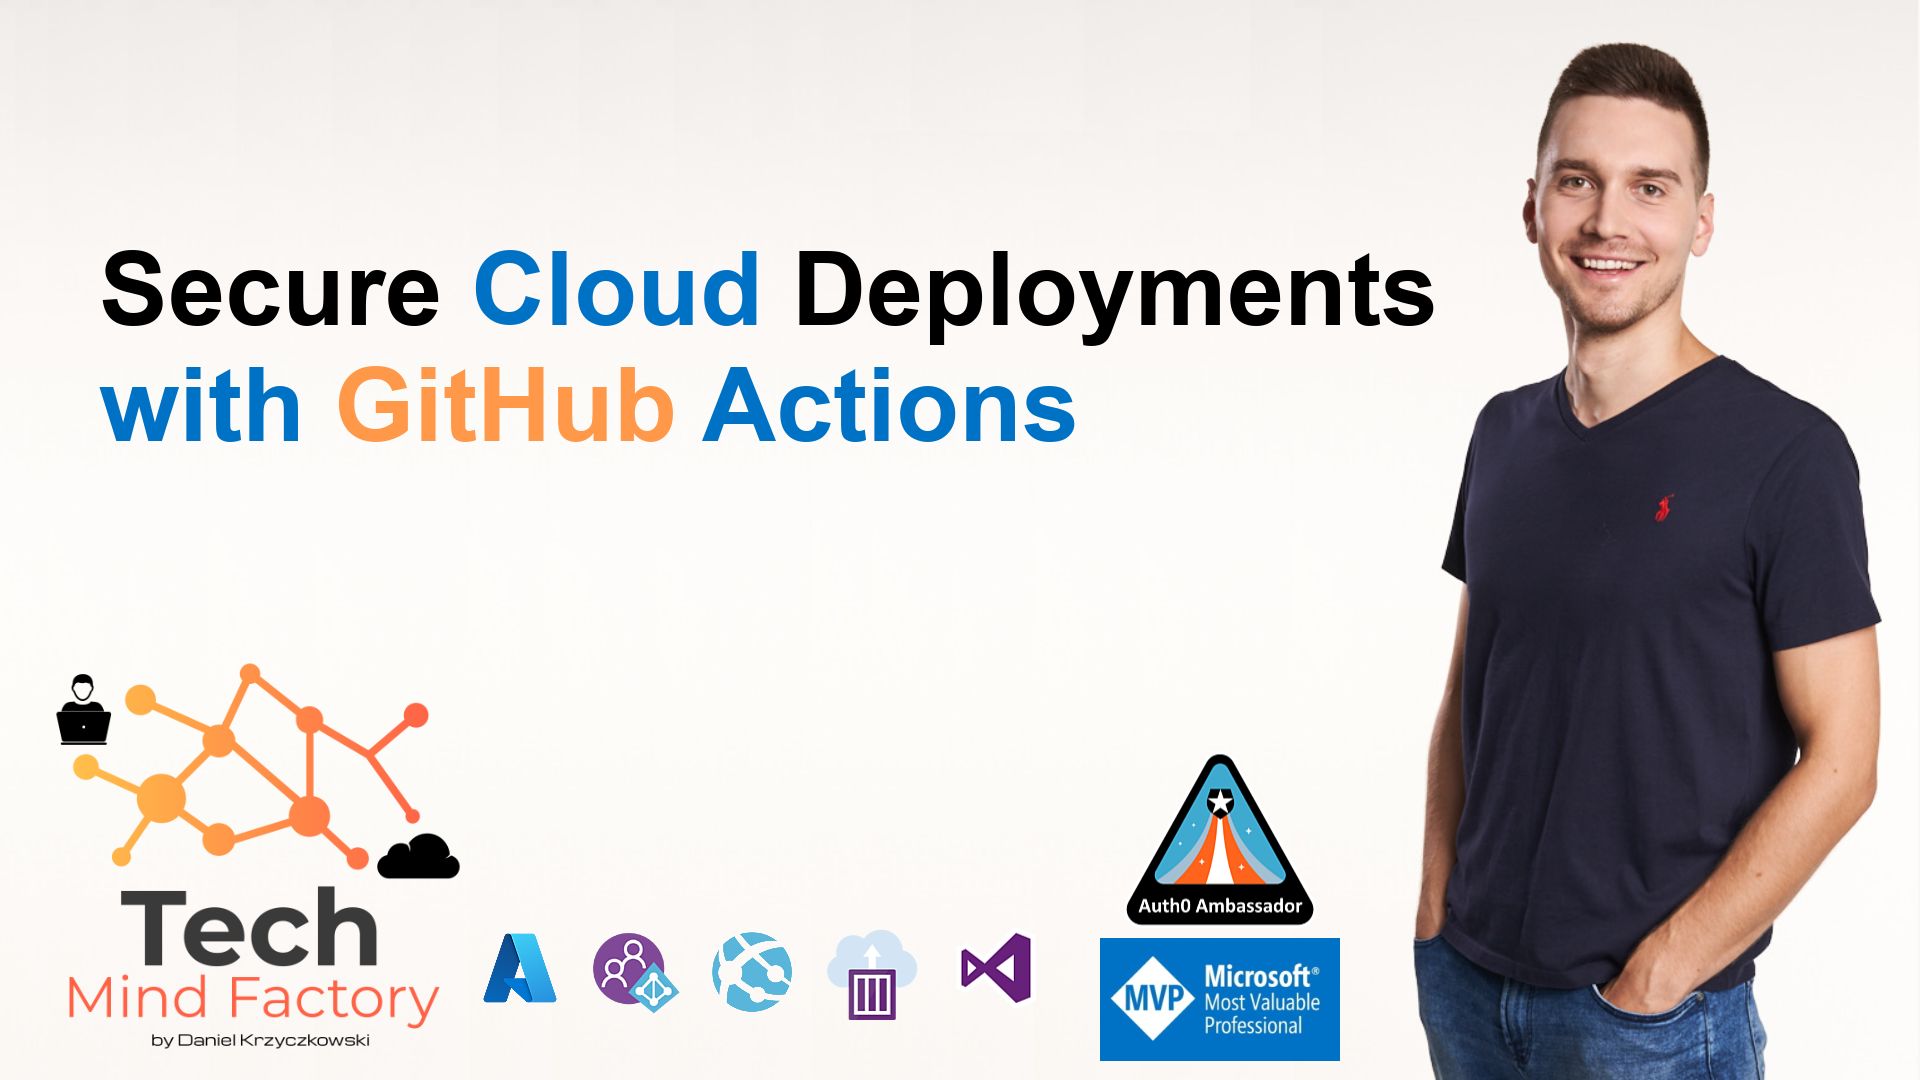 Secure Cloud Deployments
with GitHub Actions
Tech
Mind Factory
by Daniel Krzyczkowski
Auth0 Ambassador
MVP
Microsoft®
Most Valuable
Professional